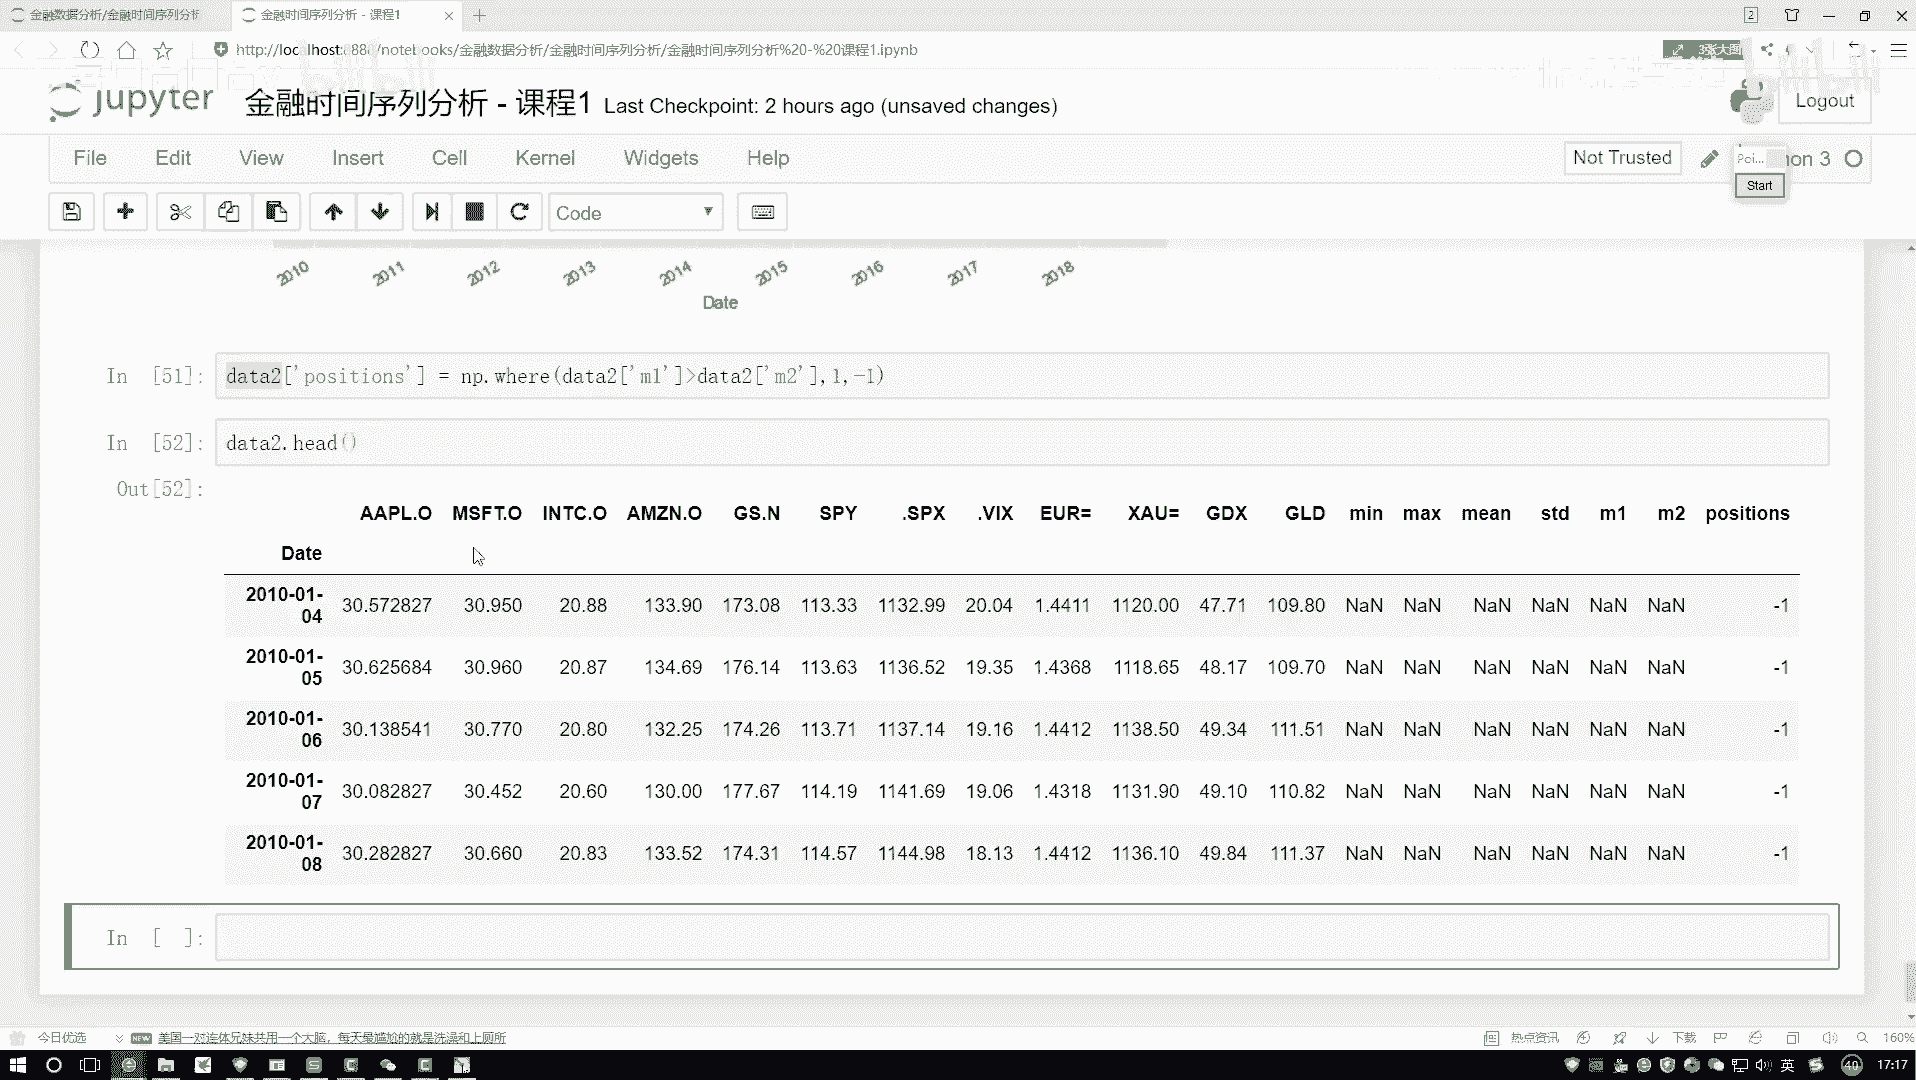 金融数据分析/金融时间序列分析
金融时间序列分析 - 课程1
2
http://localhost:8888/notebooks/金融数据分析/金融时间序列分析/金融时间序列分析%20-%20课程1.ipynb
3张大图
jupyter 金融时间序列分析 - 课程1 Last Checkpoint: 2 hours ago (unsaved changes)
Logout
File Edit View Insert Cell Kernel Widgets Help
Not Trusted
Poi...
Start
Code
2010 2011 2012 2013 2014 2015 2016 2017 2018
Date
In [51]: data2['positions'] = np.where(data2['m1']>data2['m2'],1,-1)
In [52]: data2.head()
Out[52]:
AAPL.O MSFT.O INTC.O AMZN.O GS.N SPY .SPX .VIX EUR= XAU= GDX GLD min max mean std m1 m2 positions
Date
2010-01-04 30.572827 30.950 20.88 133.90 173.08 113.33 1132.99 20.04 1.4411 1120.00 47.71 109.80 NaN NaN NaN NaN NaN NaN -1
2010-01-05 30.625684 30.960 20.87 134.69 176.14 113.63 1136.52 19.35 1.4368 1118.65 48.17 109.70 NaN NaN NaN NaN NaN NaN -1
2010-01-06 30.138541 30.770 20.80 132.25 174.26 113.71 1137.14 19.16 1.4412 1138.50 49.34 111.51 NaN NaN NaN NaN NaN NaN -1
2010-01-07 30.082827 30.452 20.60 130.00 177.67 114.19 1141.69 19.06 1.4318 1131.90 49.10 110.82 NaN NaN NaN NaN NaN NaN -1
2010-01-08 30.282827 30.660 20.83 133.52 174.31 114.57 1144.98 18.13 1.4412 1136.10 49.84 111.37 NaN NaN NaN NaN NaN NaN -1
In [ ]:
今日优选 NEW 美国一对连体兄妹共用一个大脑，每天最尴尬的就是洗澡和上厕所
热点资讯 下载 160%
英 40 17:17